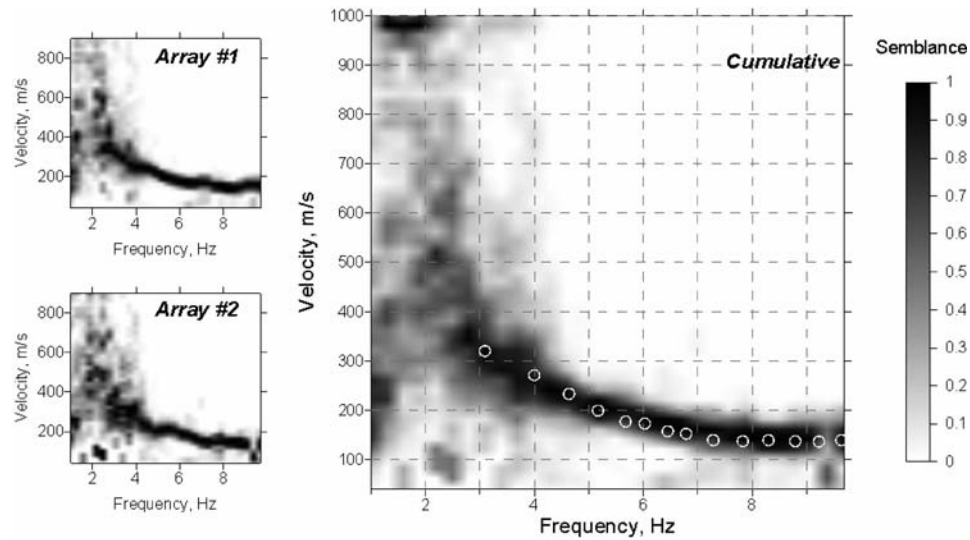 Array #1
Velocity, m/s
800
600
400
200
2 4 6 8
Frequency, Hz
Array #2
Velocity, m/s
800
600
400
200
2 4 6 8
Frequency, Hz
Cumulative
Velocity, m/s
1000
900
800
700
600
500
400
300
200
100
2 4 6 8
Frequency, Hz
Semblance
1
0.9
0.8
0.7
0.6
0.5
0.4
0.3
0.2
0.1
0